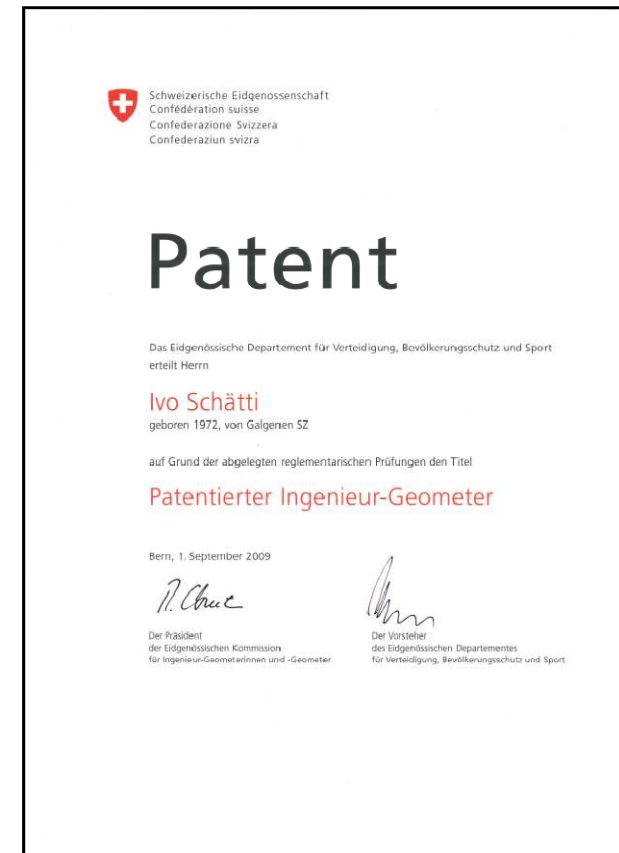 Schweizerische Eidgenossenschaft
Confédération suisse
Confederazione Svizzera
Confederaziun svizra
Patent
Das Eidgenössische Departement für Verteidigung, Bevölkerungsschutz und Sport
erteilt Herrn
Ivo Schätti
geboren 1972, von Galgenen SZ
auf Grund der abgelegten reglementarischen Prüfungen den Titel
Patentierter Ingenieur-Geometer
Bern, 1. September 2009
Der Präsident
der Eidgenössischen Kommission
für Ingenieur-Geometerinnen und -Geometer
Der Vorsteher
des Eidgenössischen Departementes
für Verteidigung, Bevölkerungsschutz und Sport